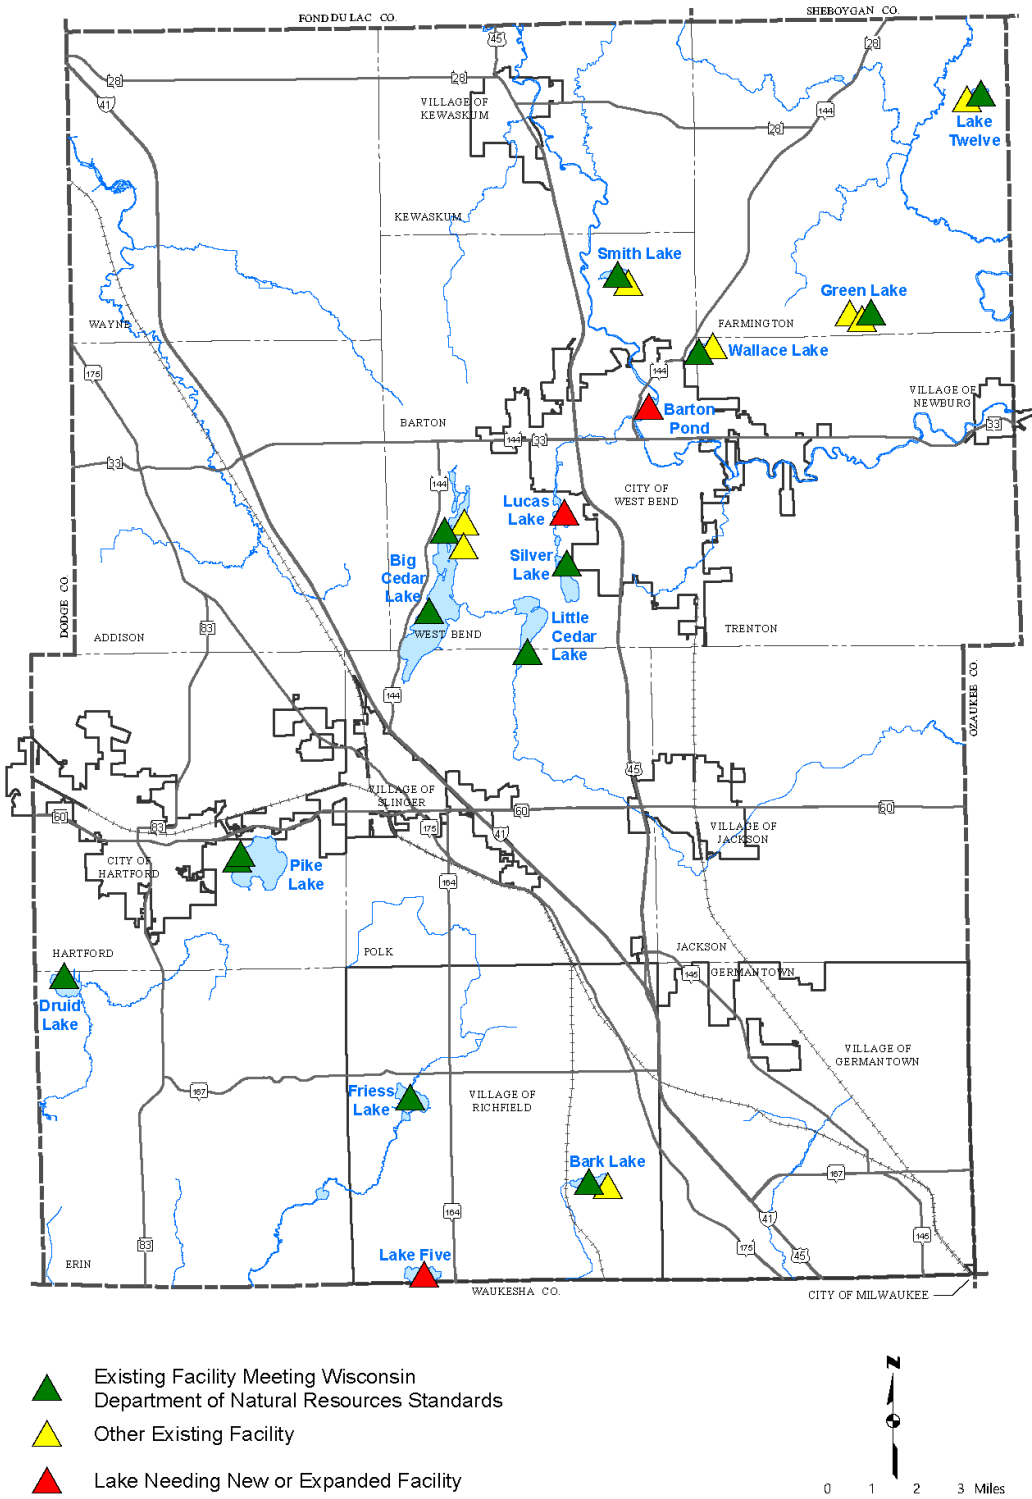 FOND DU LAC CO.
SHEBOYGAN CO.
45
28
28
28
41
VILLAGE OF
KEWASKUM
144
28
Lake
Twelve
KEWASKUM
Smith Lake
Green Lake
WAYNE
FARMINGTON
Wallace Lake
175
144
VILLAGE OF
NEWBURG
Barton
Pond
BARTON
33
144
33
33
144
CITY OF
WEST BEND
Lucas
Lake
Silver
Lake
Big
Cedar
Lake
DODGE CO.
Little
Cedar
Lake
83
ADDISON
WEST BEND
TRENTON
OZAUKEE CO.
144
45
VILLAGE OF
SLINGER
60
83
175
41
60
60
VILLAGE OF
JACKSON
CITY OF
HARTFORD
Pike
Lake
164
HARTFORD
POLK
JACKSON
GERMANTOWN
145
Druid
Lake
VILLAGE OF
GERMANTOWN
167
Friess
Lake
VILLAGE OF
RICHFIELD
Bark Lake
167
164
41
83
175
45
145
Lake Five
ERIN
WAUKESHA CO.
CITY OF MILWAUKEE
Existing Facility Meeting Wisconsin
Department of Natural Resources Standards
Other Existing Facility
Lake Needing New or Expanded Facility
N
0 1 2 3 Miles